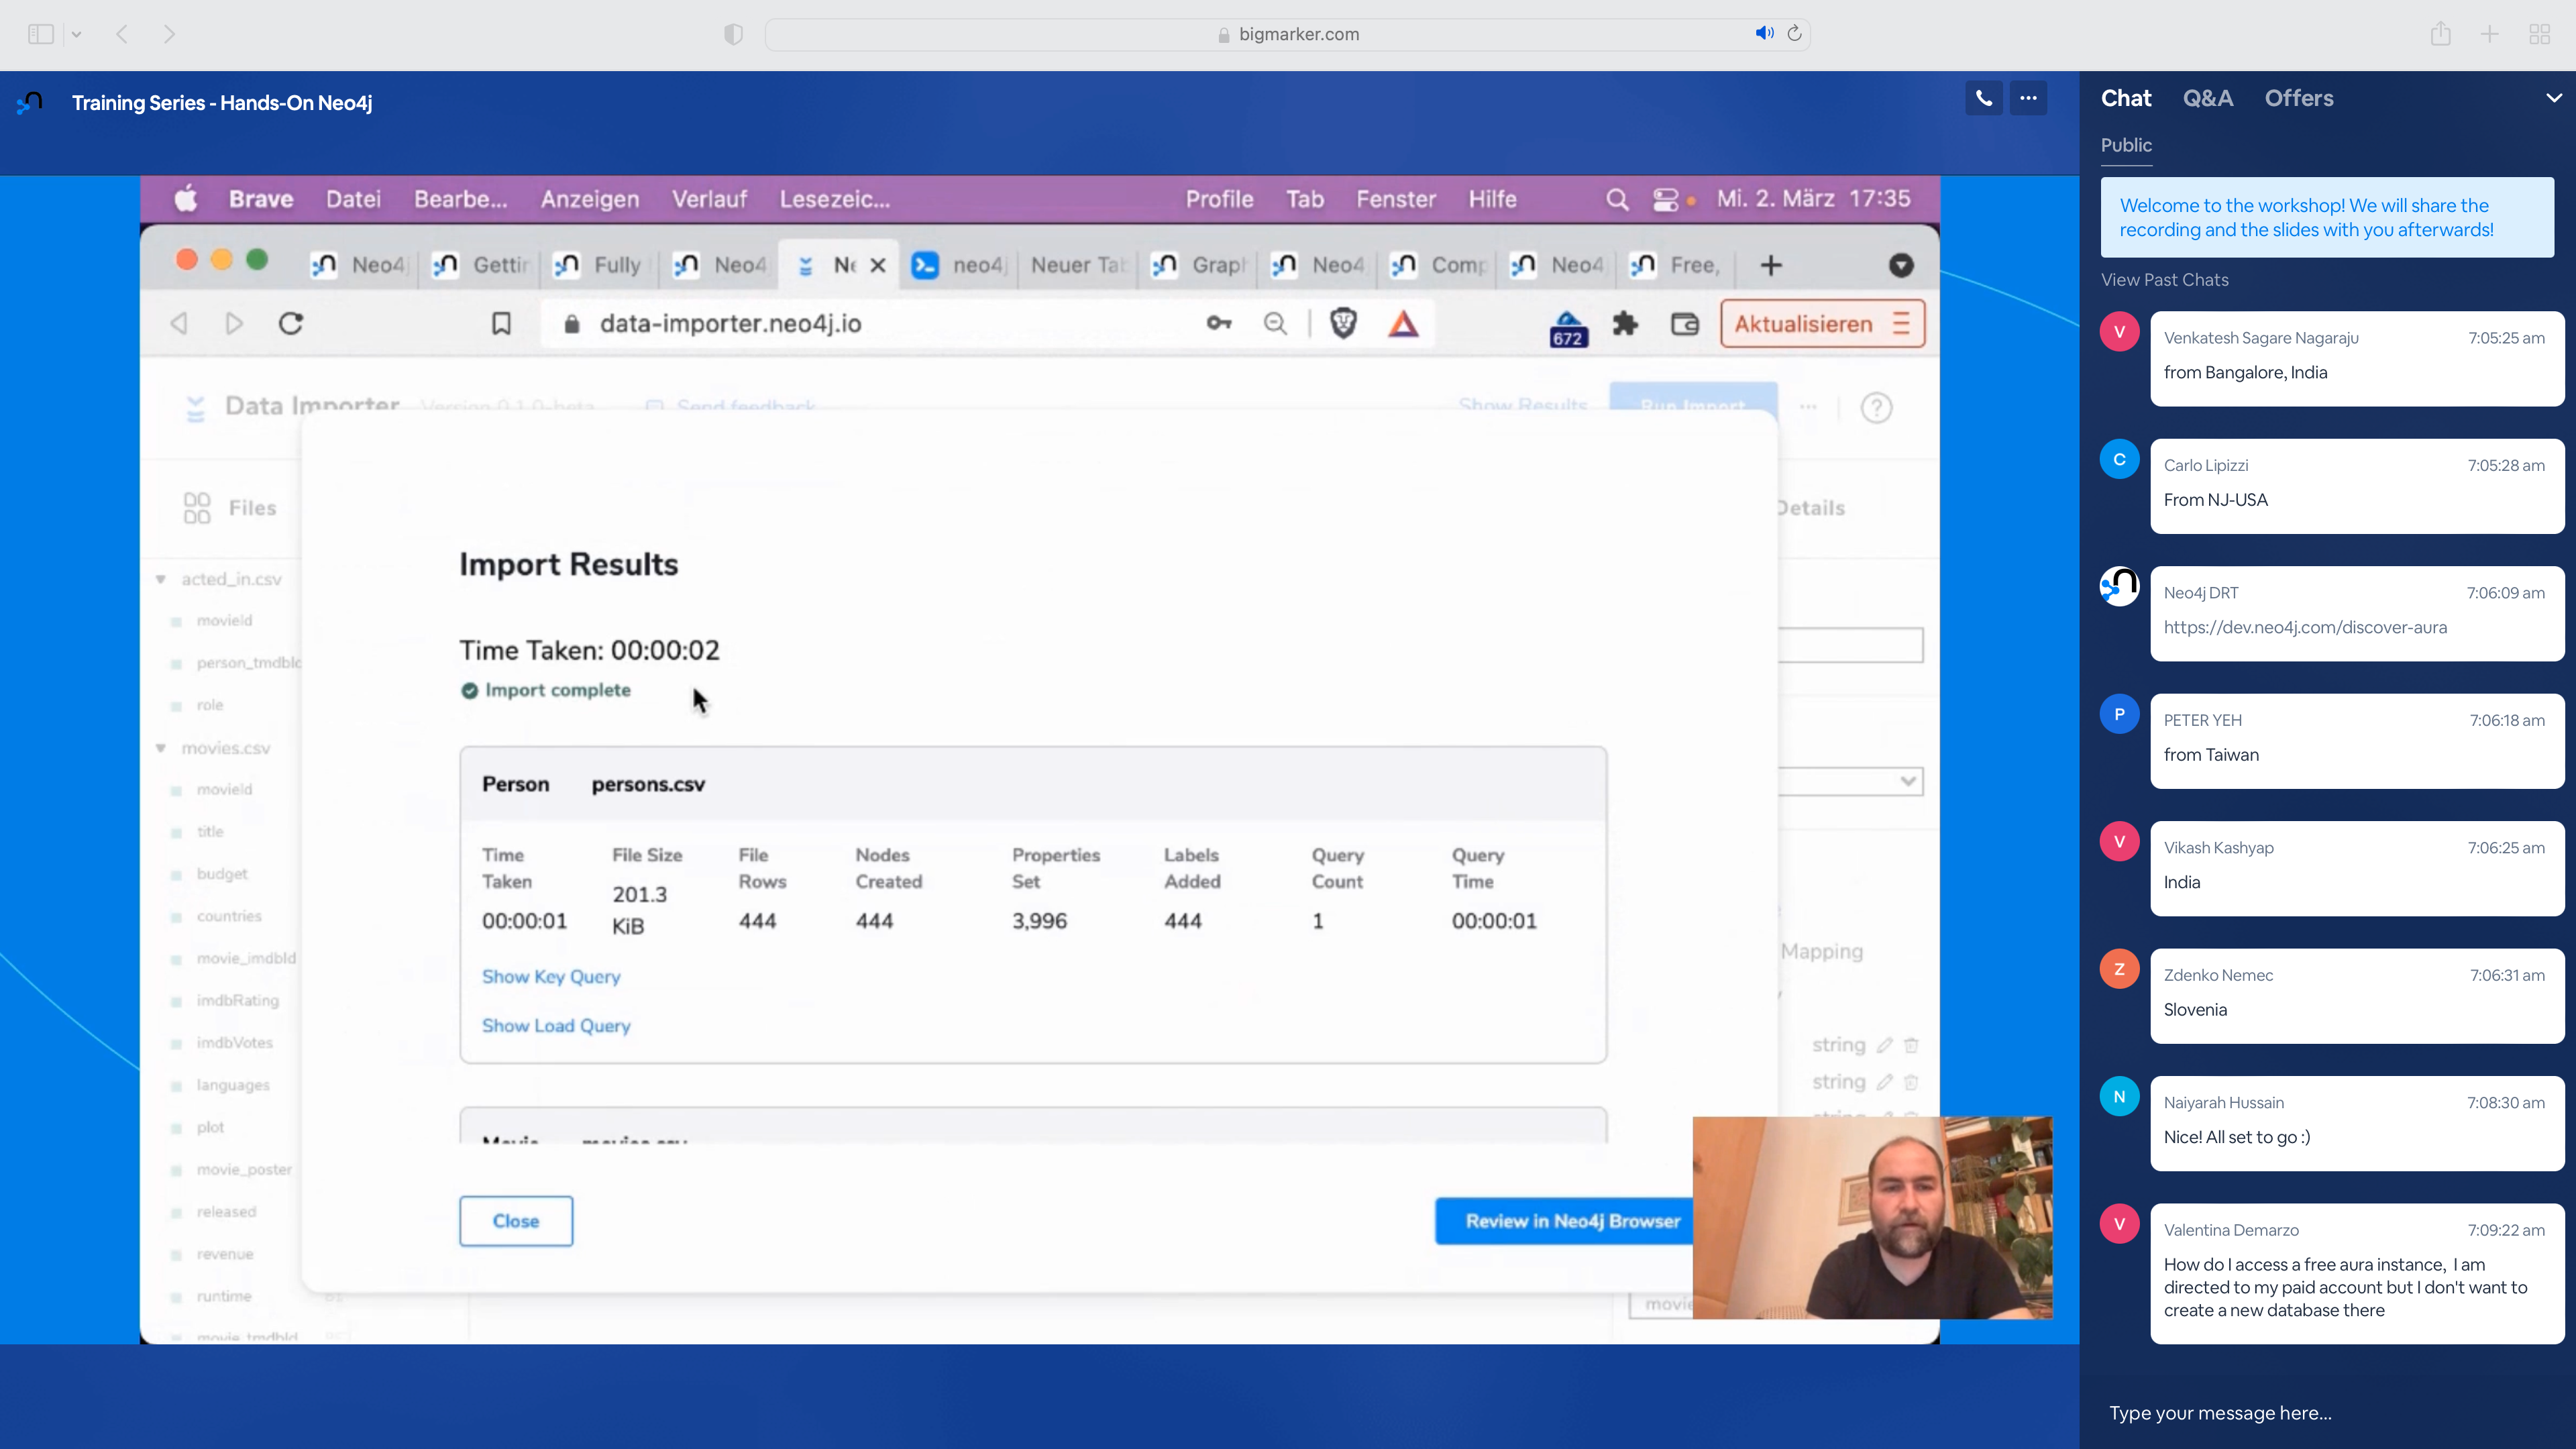 bigmarker.com
Training Series - Hands-On Neo4j
Brave Datei Bearbe... Anzeigen Verlauf Lesezeic... Profile Tab Fenster Hilfe Mi. 2. März 17:35
Neo4j Gettin Fully Neo4 Ne neo4j Neuer Tab Graph Neo4 Comp Neo4 Free,
data-importer.neo4j.io
672
Aktualisieren
Data Importer Version 0.1.0-beta Send feedback Show Results Run Import
Files
Details
acted_in.csv
movieId
person_tmdbId
role
movies.csv
movieId
title
budget
countries
movie_imdbId
imdbRating
imdbVotes
languages
plot
movie_poster
released
revenue
runtime
movie_tmdbId
Import Results
Time Taken: 00:00:02
Import complete
Person persons.csv
Time Taken
00:00:01
File Size
201.3 KiB
File Rows
444
Nodes Created
444
Properties Set
3,996
Labels Added
444
Query Count
1
Query Time
00:00:01
Show Key Query
Show Load Query
Movie movies.csv
Close
Review in Neo4j Browser
Mapping
string
string
string
movie
Chat Q&A Offers
Public
Welcome to the workshop! We will share the
recording and the slides with you afterwards!
View Past Chats
V
Venkatesh Sagare Nagaraju 7:05:25 am
from Bangalore, India
C
Carlo Lipizzi 7:05:28 am
From NJ-USA
Neo4j DRT 7:06:09 am
https://dev.neo4j.com/discover-aura
P
PETER YEH 7:06:18 am
from Taiwan
V
Vikash Kashyap 7:06:25 am
India
Z
Zdenko Nemec 7:06:31 am
Slovenia
N
Naiyarah Hussain 7:08:30 am
Nice! All set to go :)
V
Valentina Demarzo 7:09:22 am
How do I access a free aura instance, I am
directed to my paid account but I don't want to
create a new database there
Type your message here...